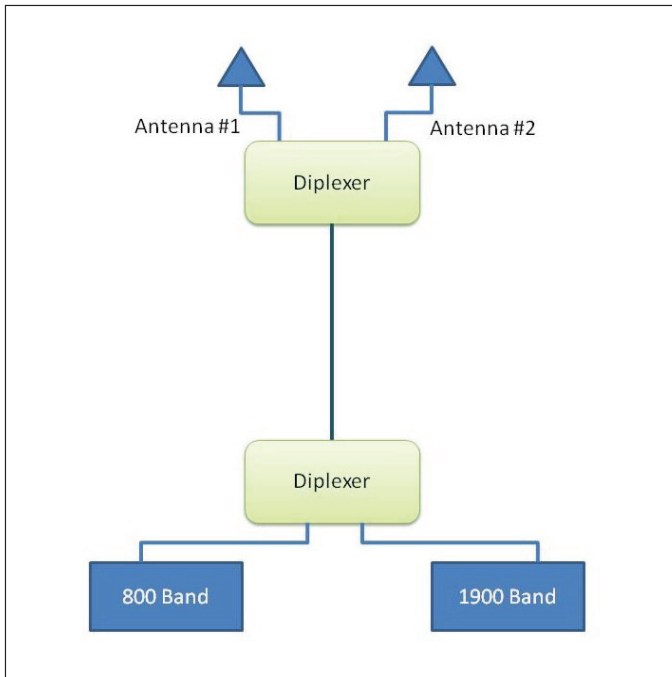 Antenna #1
Antenna #2
Diplexer
Diplexer
800 Band
1900 Band